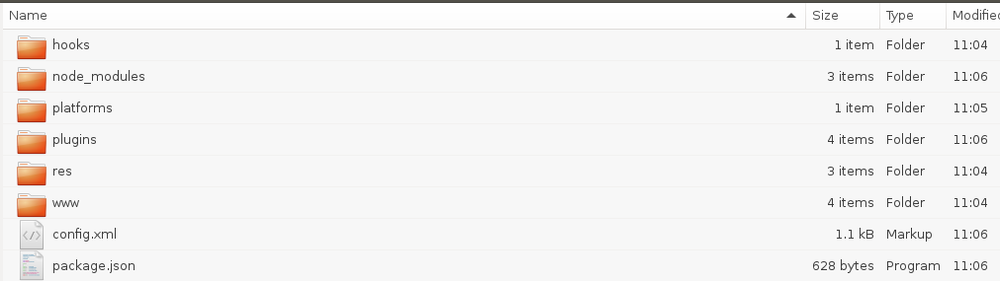 Name Size Type Modified
hooks 1 item Folder 11:04
node_modules 3 items Folder 11:06
platforms 1 item Folder 11:05
plugins 4 items Folder 11:06
res 3 items Folder 11:04
www 4 items Folder 11:04
config.xml 1.1 kB Markup 11:06
package.json 628 bytes Program 11:06